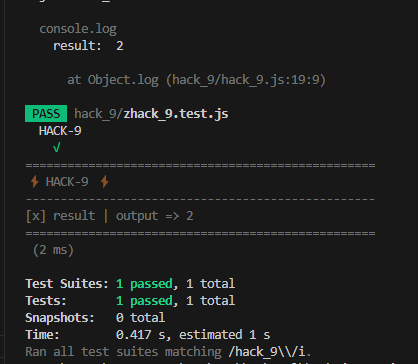 console.log
result:  2
at Object.log (hack_9/hack_9.js:19:9)
PASS hack_9/zhack_9.test.js
HACK-9
√
==================================================
⚡ HACK-9 ⚡
--------------------------------------------------
[x] result | output => 2
==================================================
(2 ms)
Test Suites: 1 passed, 1 total
Tests:       1 passed, 1 total
Snapshots:   0 total
Time:        0.417 s, estimated 1 s
Ran all test suites matching /hack_9\\/i.